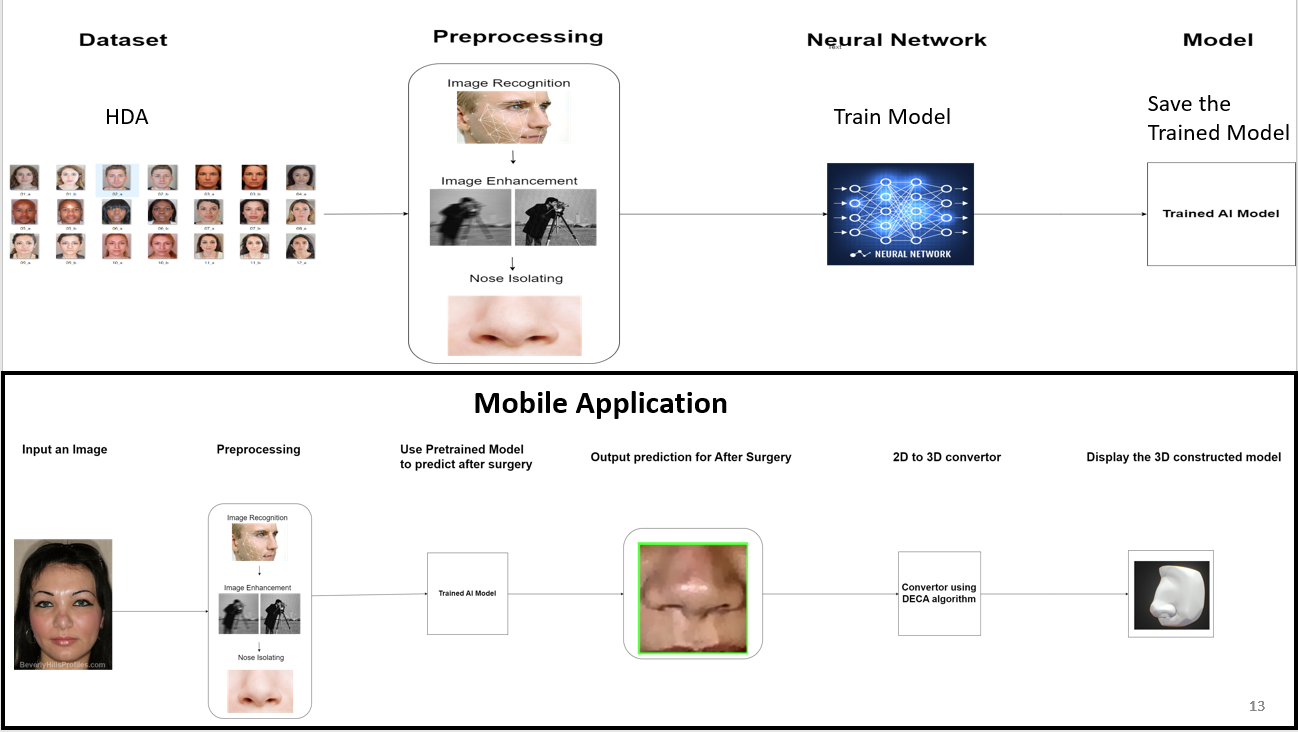 Dataset
Preprocessing
Neural Network
Text
Model
HDA
Train Model
Save the
Trained Model
Image Recognition
Image Enhancement
Nose Isolating
NEURAL NETWORK
Trained AI Model
Mobile Application
Input an Image
Preprocessing
Use Pretrained Model
to predict after surgery
Output prediction for After Surgery
2D to 3D convertor
Display the 3D constructed model
BeverlyHillsProfiles.com
Image Recognition
Image Enhancement
Nose Isolating
Trained AI Model
Convertor using
DECA algorithm
13